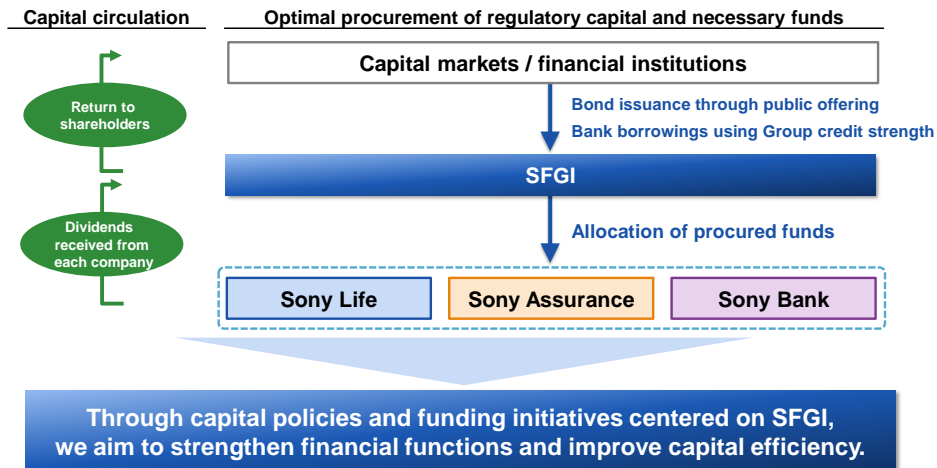 Capital circulation
Optimal procurement of regulatory capital and necessary funds
Capital markets / financial institutions
Return to
shareholders
Bond issuance through public offering
Bank borrowings using Group credit strength
SFGI
Dividends
received from
each company
Allocation of procured funds
Sony Life
Sony Assurance
Sony Bank
Through capital policies and funding initiatives centered on SFGI,
we aim to strengthen financial functions and improve capital efficiency.